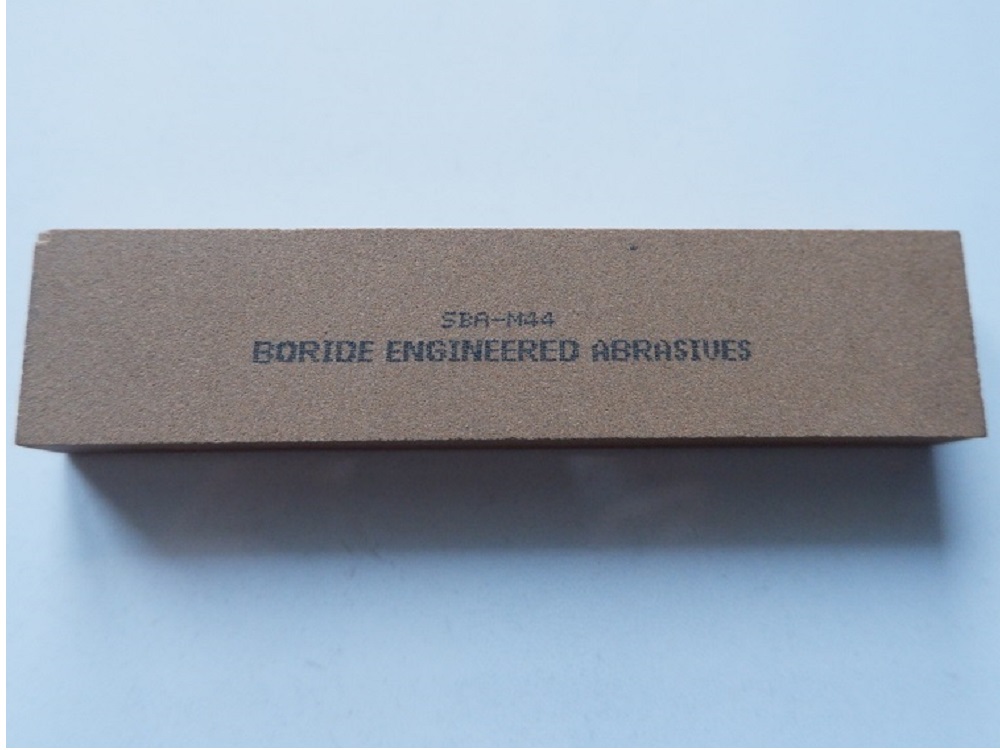 SBA-M44
BORIDE ENGINEERED ABRASIVES